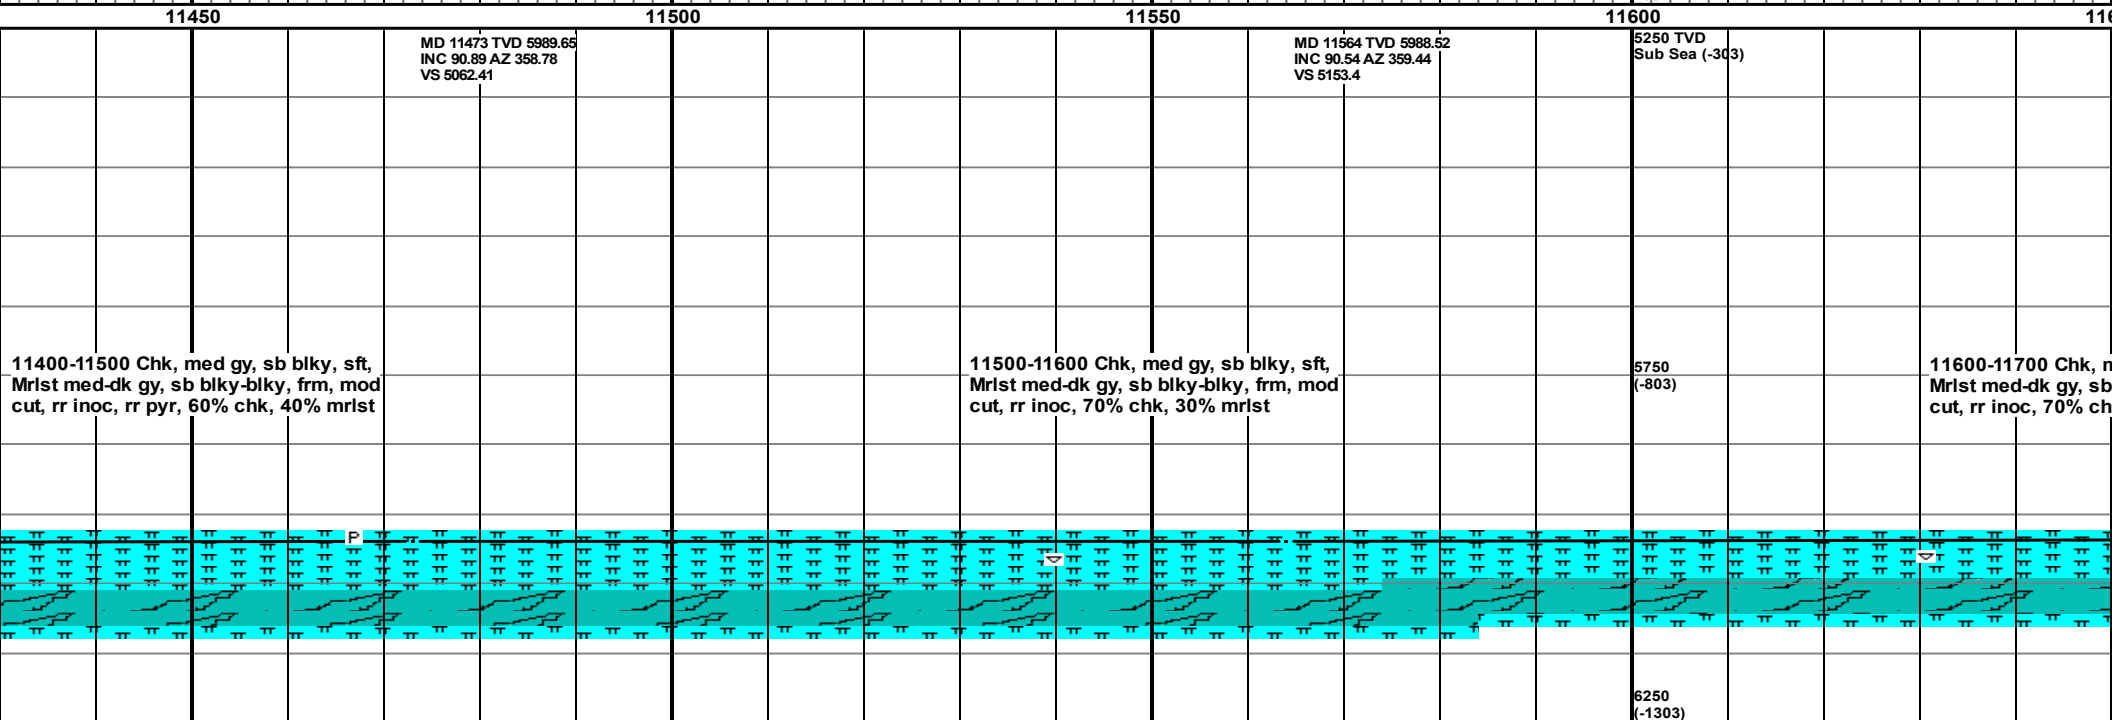 11450
11500
11550
11600
116
MD 11473 TVD 5989.65
INC 90.89 AZ 358.78
VS 5062.41
MD 11564 TVD 5988.52
INC 90.54 AZ 359.44
VS 5153.4
5250 TVD
Sub Sea (-303)
11400-11500 Chk, med gy, sb blky, sft,
Mrlst med-dk gy, sb blky-blky, frm, mod
cut, rr inoc, rr pyr, 60% chk, 40% mrlst
11500-11600 Chk, med gy, sb blky, sft,
Mrlst med-dk gy, sb blky-blky, frm, mod
cut, rr inoc, 70% chk, 30% mrlst
5750
(-803)
11600-11700 Chk, m
Mrlst med-dk gy, sb
cut, rr inoc, 70% ch
P
6250
(-1303)